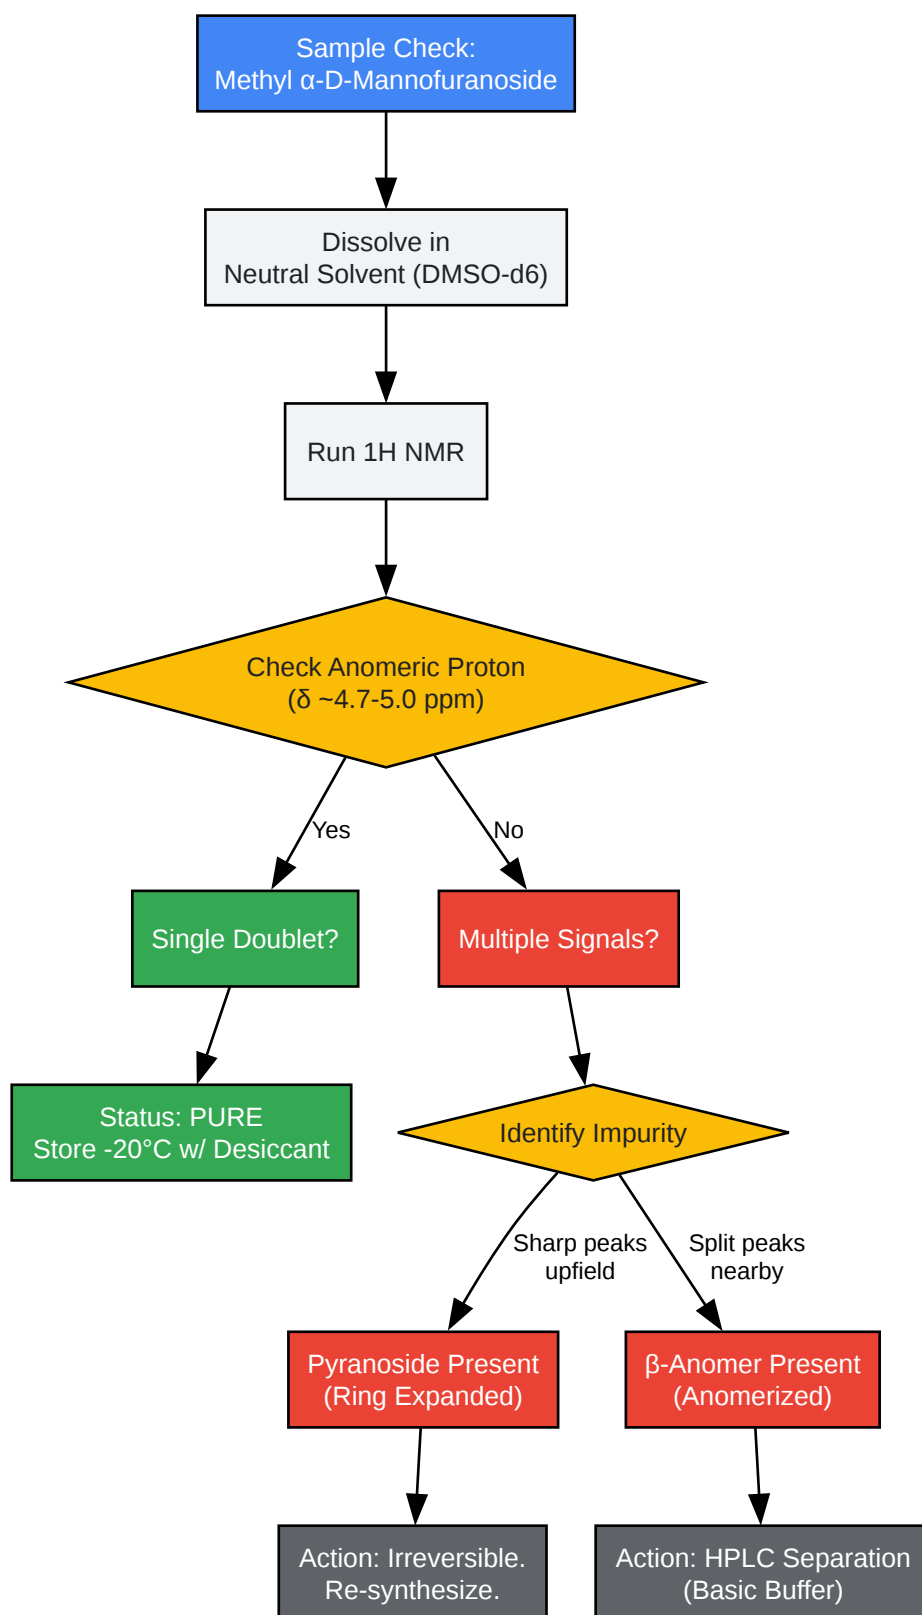 Sample Check:
Methyl α-D-Mannofuranoside
Dissolve in
Neutral Solvent (DMSO-d6)
Run 1H NMR
Check Anomeric Proton
(δ ~4.7-5.0 ppm)
Yes
No
Single Doublet?
Multiple Signals?
Status: PURE
Store -20°C w/ Desiccant
Identify Impurity
Sharp peaks
upfield
Split peaks
nearby
Pyranoside Present
(Ring Expanded)
β-Anomer Present
(Anomerized)
Action: Irreversible.
Re-synthesize.
Action: HPLC Separation
(Basic Buffer)